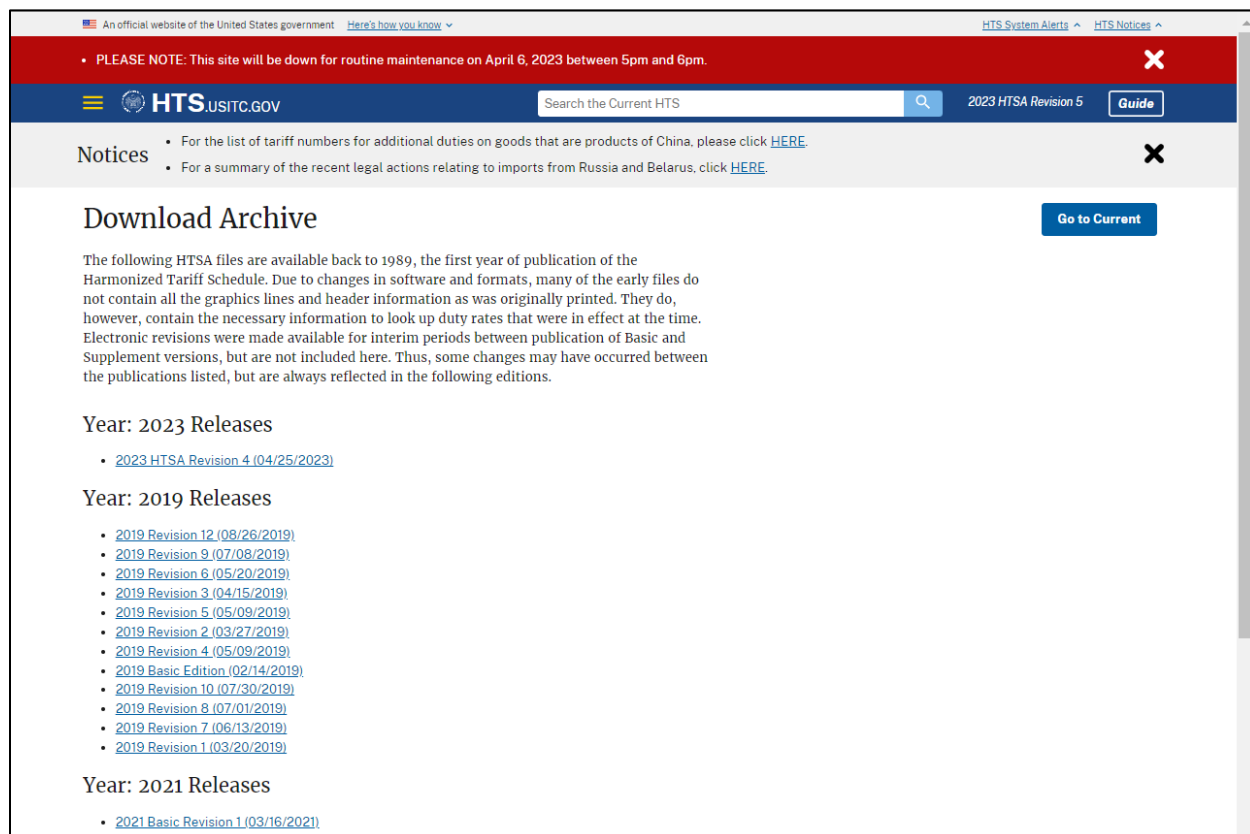 An official website of the United States government Here's how you know
HTS System Alerts HTS Notices
• PLEASE NOTE: This site will be down for routine maintenance on April 6, 2023 between 5pm and 6pm.
HTS.USITC.GOV
Search the Current HTS
2023 HTSA Revision 5
Guide
Notices
• For the list of tariff numbers for additional duties on goods that are products of China, please click HERE.
• For a summary of the recent legal actions relating to imports from Russia and Belarus, click HERE.
Download Archive
Go to Current
The following HTSA files are available back to 1989, the first year of publication of the
Harmonized Tariff Schedule. Due to changes in software and formats, many of the early files do
not contain all the graphics lines and header information as was originally printed. They do,
however, contain the necessary information to look up duty rates that were in effect at the time.
Electronic revisions were made available for interim periods between publication of Basic and
Supplement versions, but are not included here. Thus, some changes may have occurred between
the publications listed, but are always reflected in the following editions.
Year: 2023 Releases
• 2023 HTSA Revision 4 (04/25/2023)
Year: 2019 Releases
• 2019 Revision 12 (08/26/2019)
• 2019 Revision 9 (07/08/2019)
• 2019 Revision 6 (05/20/2019)
• 2019 Revision 3 (04/15/2019)
• 2019 Revision 5 (05/09/2019)
• 2019 Revision 2 (03/27/2019)
• 2019 Revision 4 (05/09/2019)
• 2019 Basic Edition (02/14/2019)
• 2019 Revision 10 (07/30/2019)
• 2019 Revision 8 (07/01/2019)
• 2019 Revision 7 (06/13/2019)
• 2019 Revision 1 (03/20/2019)
Year: 2021 Releases
• 2021 Basic Revision 1 (03/16/2021)